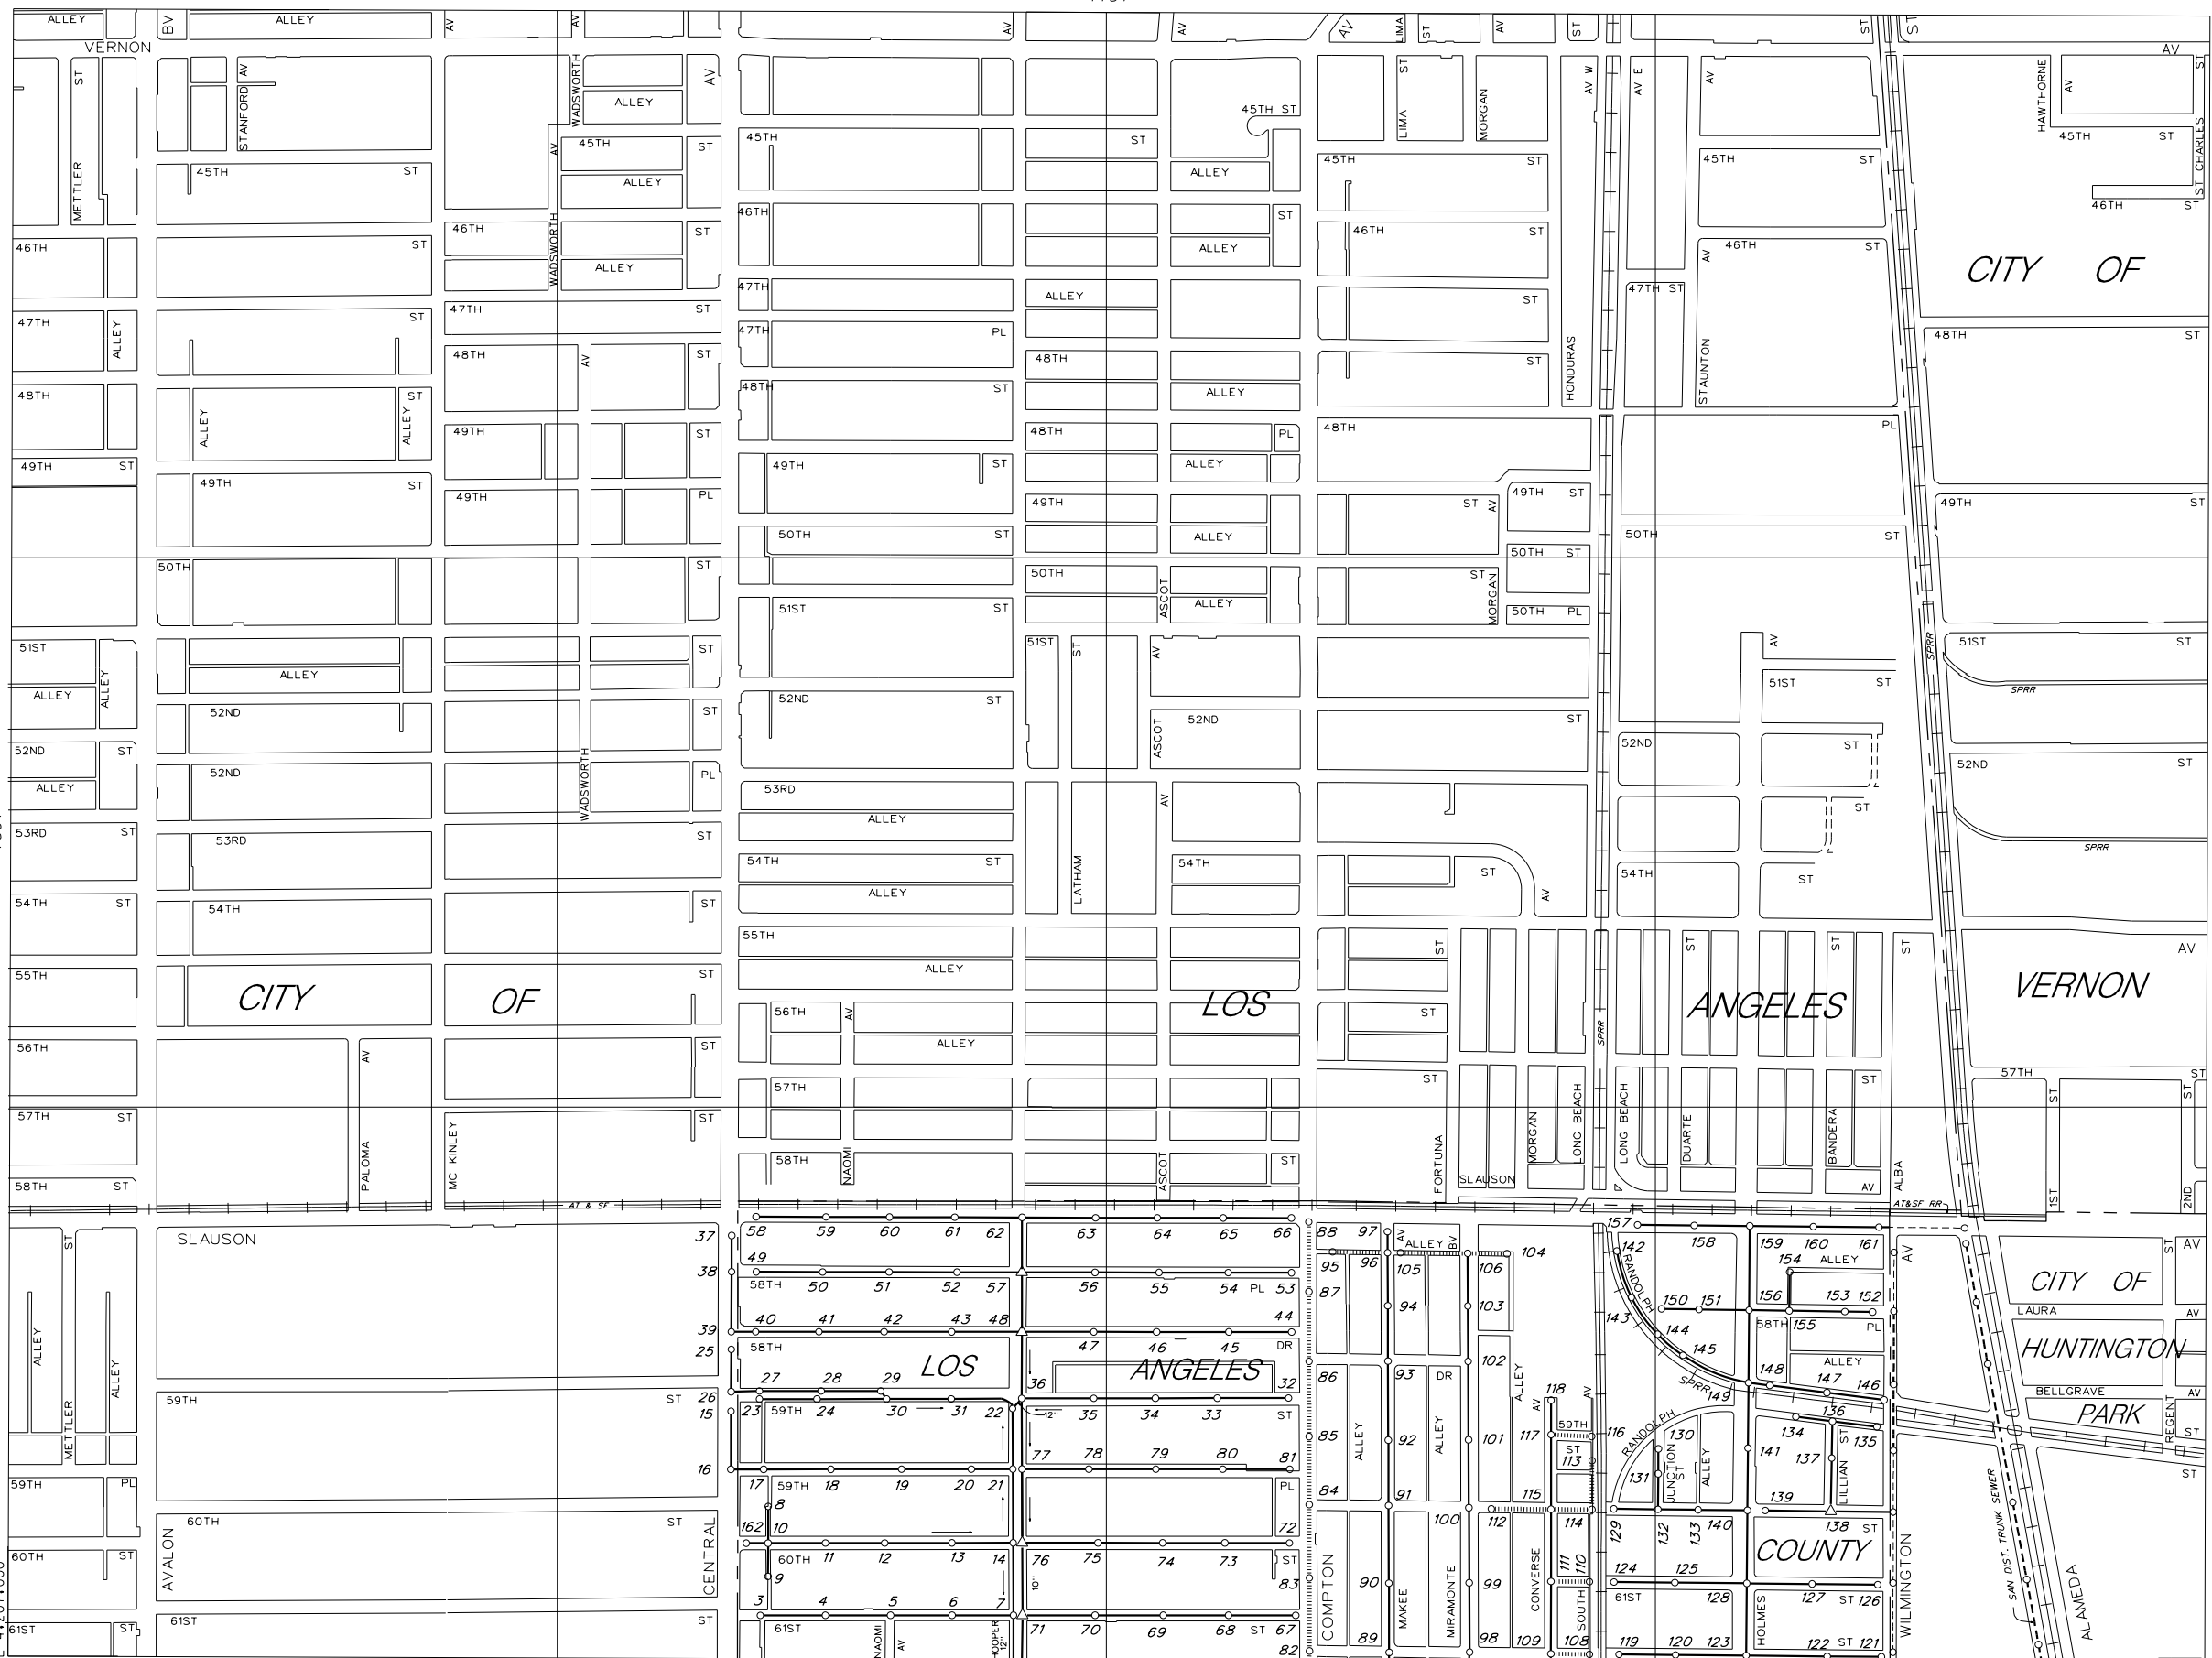 ALLEY BV ALLEY AV AV AV AV AV LIMA ST AV ST ST ST
VERNON AV
ST AV WADSWORTH AV ST MORGAN AV W AV E AV HAWTHORNE AV ST
STANFORD ALLEY 45TH ST LIMA
METTLER AV 45TH ST 45TH ST 45TH ST ST CHARLES
45TH ST 45TH ST ALLEY 45TH ST 45TH ST
ALLEY
46TH ST 46TH ST
46TH ST 46TH WADSWORTH ST ALLEY 46TH ST 46TH ST
ALLEY CITY OF
47TH ALLEY ST 47TH ST
47TH ALLEY ST 47TH ST 47TH PL
48TH AV ST 48TH ST HONDURAS STAUNTON AV 48TH ST
48TH ALLEY ST ALLEY 48TH ST ALLEY
49TH ST 48TH PL 48TH PL
49TH ST 49TH ST ALLEY
49TH ST 49TH PL 49TH ALLEY ST AV 49TH ST 49TH ST
50TH ST 50TH ST
50TH ST 50TH ASCOT ALLEY ST MORGAN 50TH ST
51ST ST 50TH PL
51ST ALLEY ST 51ST ST AV AV SPRR 51ST ST
ALLEY ALLEY 51ST ST SPRR
52ND ST 52ND ST ASCOT 52ND ST 52ND ST
52ND ST 52ND WADSWORTH PL 52ND ST
ALLEY 53RD AV ST
53RD ST 53RD ST ALLEY SPRR
54TH ST 54TH ST 54TH ST
54TH ST 54TH ST ALLEY LATHAM AV
55TH ST ST ST ST AV
55TH ST ALLEY
CITY OF LOS ANGELES VERNON
56TH AV ST SPRR
56TH AV ST ALLEY
57TH ST 57TH ST ST 57TH ST
57TH ST PALOMA MC KINLEY ST FORTUNA MORGAN LONG BEACH LONG BEACH DUARTE BANDERA ALBA 1ST ST 2ND ST
58TH ST 58TH NAOMI ASCOT ST SLAUSON AV
AT & SF AT&SF RR
SLAUSON ST 37 58 59 60 61 62 63 64 65 66 88 97 AV ALLEY BV 104 157 142 158 159 160 161 AV ST AV
49 95 96 105 106 RANDOLPH 154 ALLEY
38 58TH 50 51 52 57 56 55 54 PL 53 87 94 103 150 151 156 153 152 CITY OF
40 41 42 43 48 44 143 LAURA AV
39 58TH 47 46 45 DR 144 58TH 155 PL HUNTINGTON
25 LOS ANGELES 102 145 ALLEY
ALLEY ALLEY 27 28 29 36 32 86 93 DR ALLEY 118 SPRR 149 148 147 146 BELLGRAVE AV
59TH ST 26 23 59TH 24 30 31 22 12" 35 34 33 ST AV AV 59TH RANDOLPH 136 PARK REGENT
15 77 78 79 80 81 85 ALLEY 92 ALLEY 101 117 ST 116 130 141 134 ST 135 ST
METTLER 16 113 137
59TH PL 17 59TH 18 19 20 21 PL 84 91 115 131 JUNCTION ST ALLEY 139 LILLIAN ST
60TH ST 8
AVALON CENTRAL 162 10 72 COMPTON 100 112 114 129 132 133 140 138 ST WILMINGTON SAN DIST. TRUNK SEWER
60TH ST 60TH 11 12 13 14 76 75 74 73 ST CONVERSE 111 110 COUNTY
9 10" 83 90 MAKEE MIRAMONTE 99 SOUTH 124 125 ALAMEDA
3 4 5 6 7 61ST 128 HOLMES 127 ST 126
61ST ST 61ST ST 61ST NAOMI AV HOOPER 12" 71 70 69 68 ST 67 82 89 98 109 108 119 120 123 122 ST 121